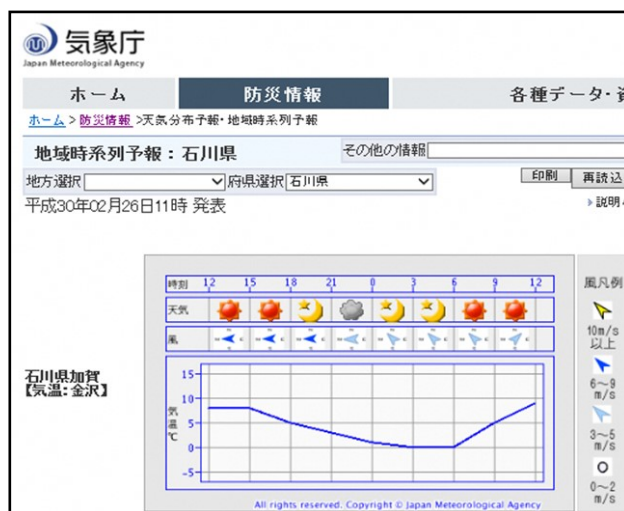 気象庁
Japan Meteorological Agency
ホーム 防災情報 各種データ・資
ホーム > 防災情報 >天気分布予報・地域時系列予報
地域時系列予報：石川県 その他の情報
地方選択 府県選択 石川県 印刷 再読込
平成30年02月26日11時 発表 説明
時刻 12 15 18 21 0 3 6 9 12
風凡例
天気
10m/s
以上
風
6～9
m/s
石川県加賀
【気温：金沢】
気温℃
15
10
5
0
-5
3～5
m/s
0～2
m/s
All rights reserved. Copyright © Japan Meteorological Agency